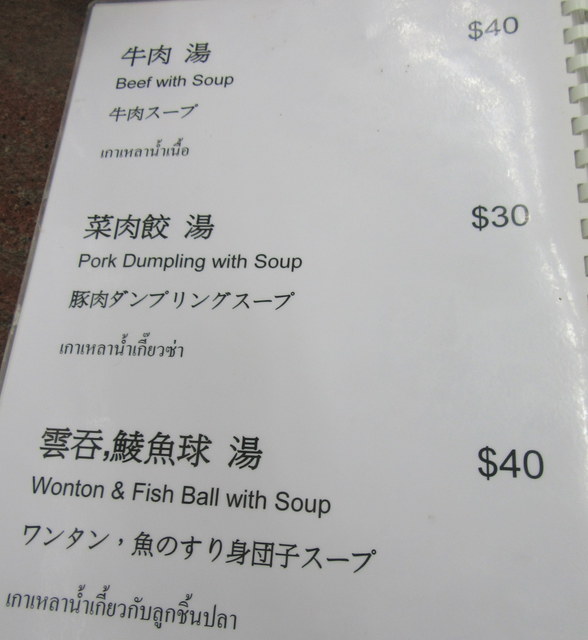 牛肉 湯 $40
Beef with Soup
牛肉スープ
เกาเหลาน้ำเนื้อ
菜肉餃 湯 $30
Pork Dumpling with Soup
豚肉ダンプリングスープ
เกาเหลาน้ำเกี๊ยวซ่า
雲吞,鯪魚球 湯 $40
Wonton & Fish Ball with Soup
ワンタン，魚のすり身団子スープ
เกาเหลาน้ำเกี้ยวกับลูกชิ้นปลา